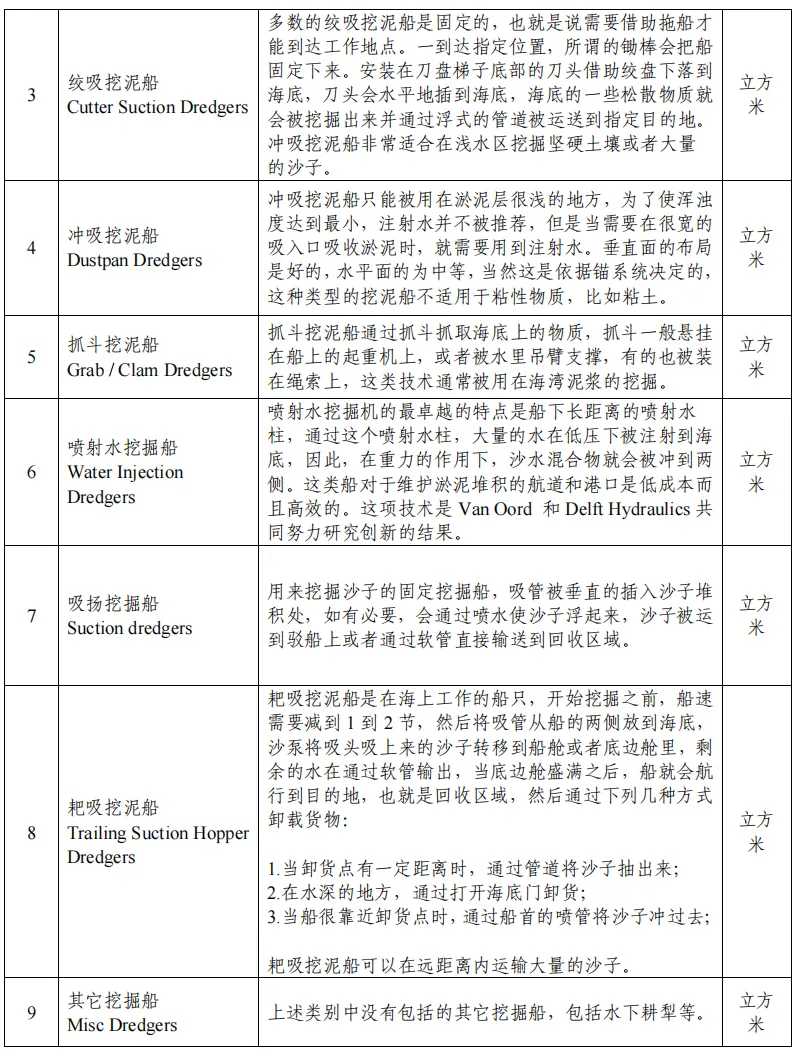 3
绞吸挖泥船
Cutter Suction Dredgers
多数的绞吸挖泥船是固定的，也就是说需要借助拖船才
能到达工作地点。一到达指定位置，所谓的锄棒会把船
固定下来。安装在刀盘梯子底部的刀头借助绞盘下落到
海底，刀头会水平地插到海底，海底的一些松散物质就
会被挖掘出来并通过浮式的管道被运送到指定目的地。
冲吸挖泥船非常适合在浅水区挖掘坚硬土壤或者大量
的沙子。
立方
米
4
冲吸挖泥船
Dustpan Dredgers
冲吸挖泥船只能被用在淤泥层很浅的地方，为了使浑浊
度达到最小，注射水并不被推荐，但是当需要在很宽的
吸入口吸收淤泥时，就需要用到注射水。垂直面的布局
是好的，水平面的为中等，当然这是依据锚系统决定的，
这种类型的挖泥船不适用于粘性物质，比如粘土。
立方
米
5
抓斗挖泥船
Grab / Clam Dredgers
抓斗挖泥船通过抓斗抓取海底上的物质，抓斗一般悬挂
在船上的起重机上，或者被水里吊臂支撑，有的也被装
在绳索上，这类技术通常被用在海湾泥浆的挖掘。
立方
米
6
喷射水挖掘船
Water Injection
Dredgers
喷射水挖掘机的最卓越的特点是船下长距离的喷射水
柱，通过这个喷射水柱，大量的水在低压下被注射到海
底，因此，在重力的作用下，沙水混合物就会被冲到两
侧。这类船对于维护淤泥堆积的航道和港口是低成本而
且高效的。这项技术是 Van Oord 和 Delft Hydraulics 共
同努力研究创新的结果。
立方
米
7
吸扬挖掘船
Suction dredgers
用来挖掘沙子的固定挖掘船，吸管被垂直的插入沙子堆
积处，如有必要，会通过喷水使沙子浮起来，沙子被运
到驳船上或者通过软管直接输送到回收区域。
立方
米
8
耙吸挖泥船
Trailing Suction Hopper
Dredgers
耙吸挖泥船是在海上工作的船只，开始挖掘之前，船速
需要减到 1 到 2 节，然后将吸管从船的两侧放到海底，
沙泵将吸头吸上来的沙子转移到船舱或者底边舱里，剩
余的水在通过软管输出，当底边舱盛满之后，船就会航
行到目的地，也就是回收区域，然后通过下列几种方式
卸载货物：
1.当卸货点有一定距离时，通过管道将沙子抽出来；
2.在水深的地方，通过打开海底门卸货；
3.当船很靠近卸货点时，通过船首的喷管将沙子冲过去；
耙吸挖泥船可以在远距离内运输大量的沙子。
立方
米
9
其它挖掘船
Misc Dredgers
上述类别中没有包括的其它挖掘船，包括水下耕犁等。
立方
米